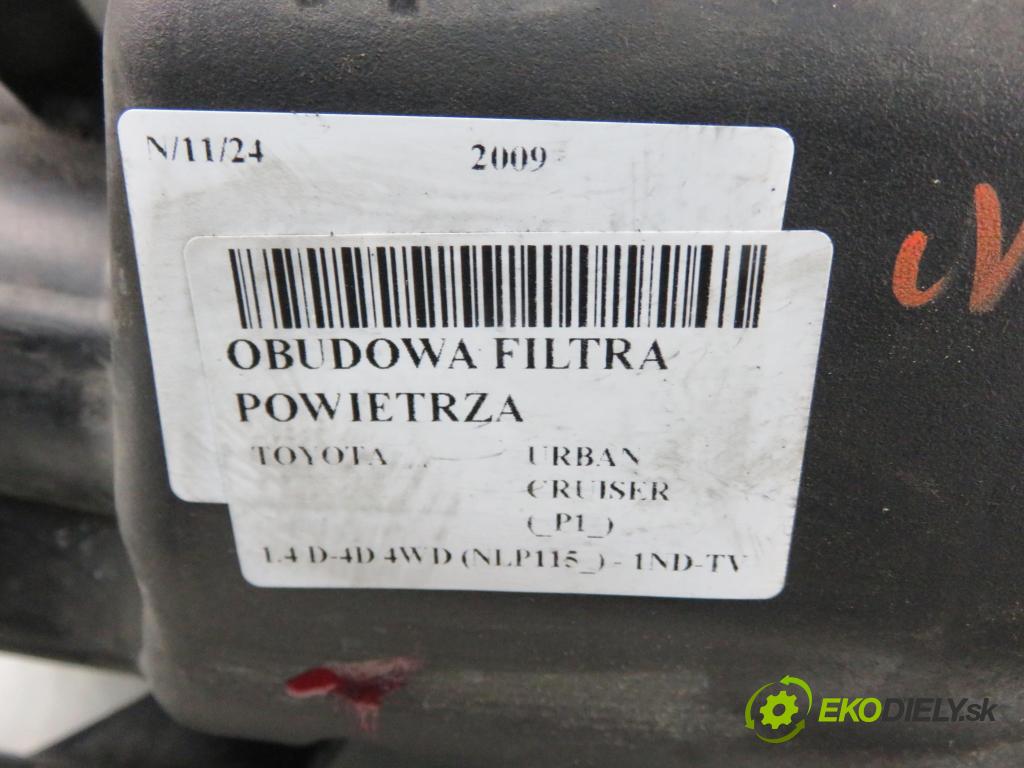 N/11/24 2009
OBUDOWA FILTRA
POWIETRZA
TOYOTA URBAN
CRUISER
(_P1_)
1.4 D-4D 4WD (NLP115_) - 1ND-TV
EKODIELY.sk